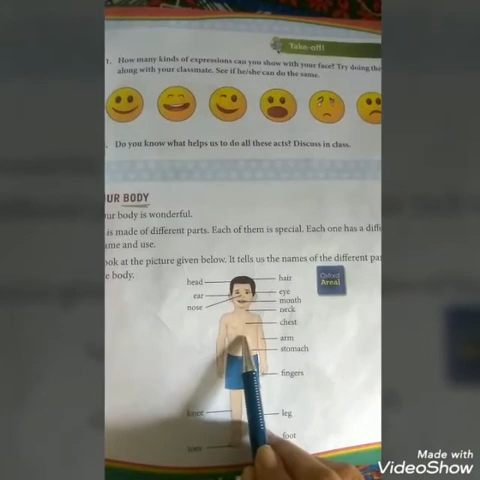 Take off!
1. How many kinds of expressions can you show with your face? Try doing the
along with your classmate. See if he/she can do the same.
Do you know what helps us to do all these acts? Discuss in class.
UR BODY
ur body is wonderful.
is made of different parts. Each of them is special. Each one has a diff
ame and use.
ook at the picture given below. It tells us the names of the different par
e body.
Area!
head
hair
ear
eye
nose
mouth
neck
chest
arm
stomach
fingers
knee
leg
foot
Made with
VideoShow